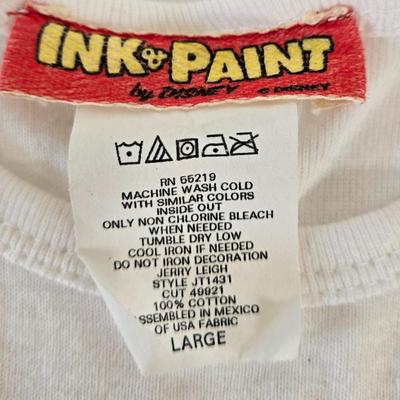 INK & PAINT
by DISNEY © DISNEY
RN 55219
MACHINE WASH COLD
WITH SIMILAR COLORS
INSIDE OUT
ONLY NON CHLORINE BLEACH
WHEN NEEDED
TUMBLE DRY LOW
COOL IRON IF NEEDED
DO NOT IRON DECORATION
JERRY LEIGH
STYLE JT1431
CUT 49921
100% COTTON
ASSEMBLED IN MEXICO
OF USA FABRIC
LARGE